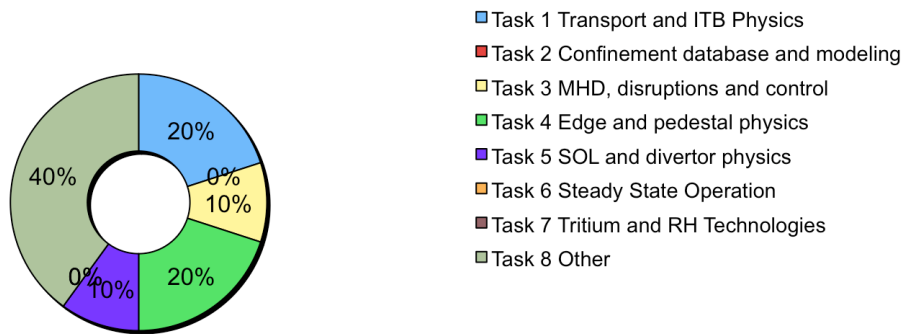 Task 1 Transport and ITB Physics
Task 2 Confinement database and modeling
Task 3 MHD, disruptions and control
Task 4 Edge and pedestal physics
Task 5 SOL and divertor physics
Task 6 Steady State Operation
Task 7 Tritium and RH Technologies
Task 8 Other
20%
0%
10%
40%
20%
0%
10%